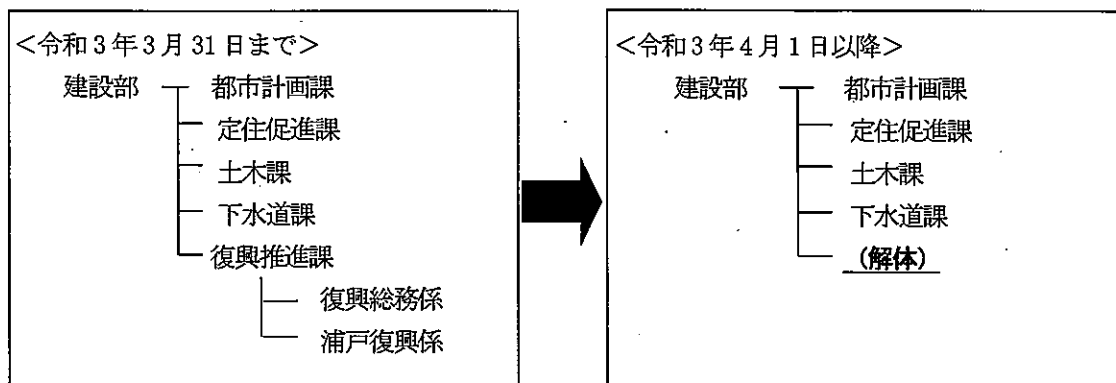 <令和3年3月31日まで>
建設部 都市計画課
定住促進課
土木課
下水道課
復興推進課
復興総務係
浦戸復興係
<令和3年4月1日以降>
建設部 都市計画課
定住促進課
土木課
下水道課
(解体)